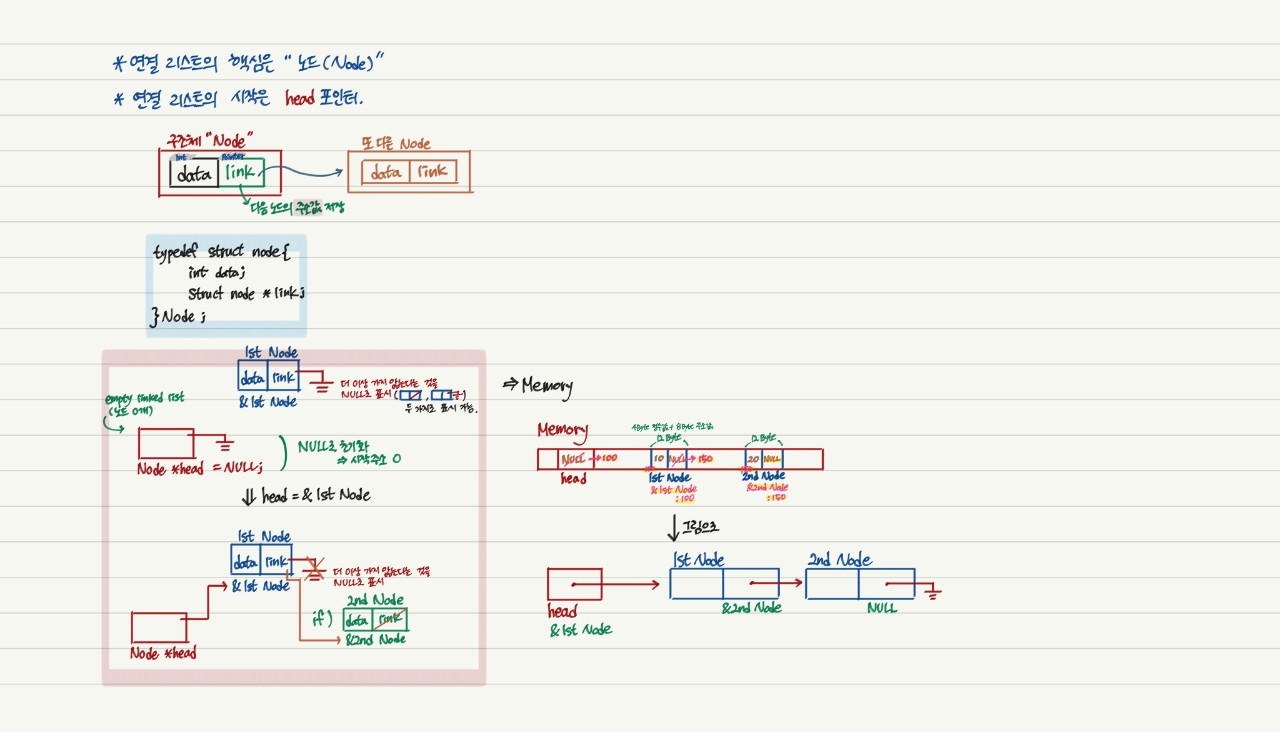 * 연결 리스트의 핵심은 "노드(Node)"
* 연결 리스트의 시작은 head 포인터.
구조체 "Node"
int pointer
data link
다음 노드의 주소값 저장
또 다른 Node
data link
typedef struct node{
int data;
struct node *link;
}Node;
1st Node
data link
&1st Node
더 이상 가지 않는다는 것을
NULL로 표시( , )
두 가지로 표시 가능.
empty linked list
(노드 0개)
Node *head = NULL;
NULL로 초기화
⇒ 시작주소 0
⇓ head = & 1st Node
1st Node
data link
&1st Node
더 이상 가지 않는다는 것을
NULL로 표시
if)
2nd Node
data link
&2nd Node
Node *head
⇒ Memory
Memory
4Byte 정수값 + 8Byte 주소값
12 Byte
12 Byte
NULL → 100
10 NULL → 150
20 NULL
head
1st Node
&1st Node
:100
2nd Node
&2nd Node
:150
↓ 그림으로
1st Node
2nd Node
head
&1st Node
&2nd Node
NULL